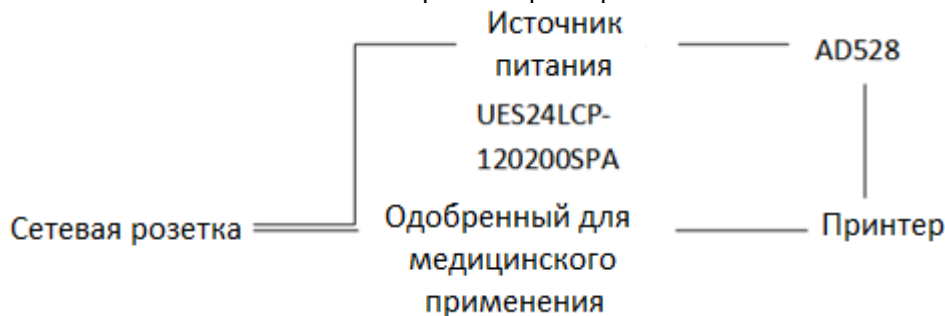 Источник
питания
UES24LCP-
120200SPA
AD528
Сетевая розетка
Одобренный для
медицинского
применения
Принтер